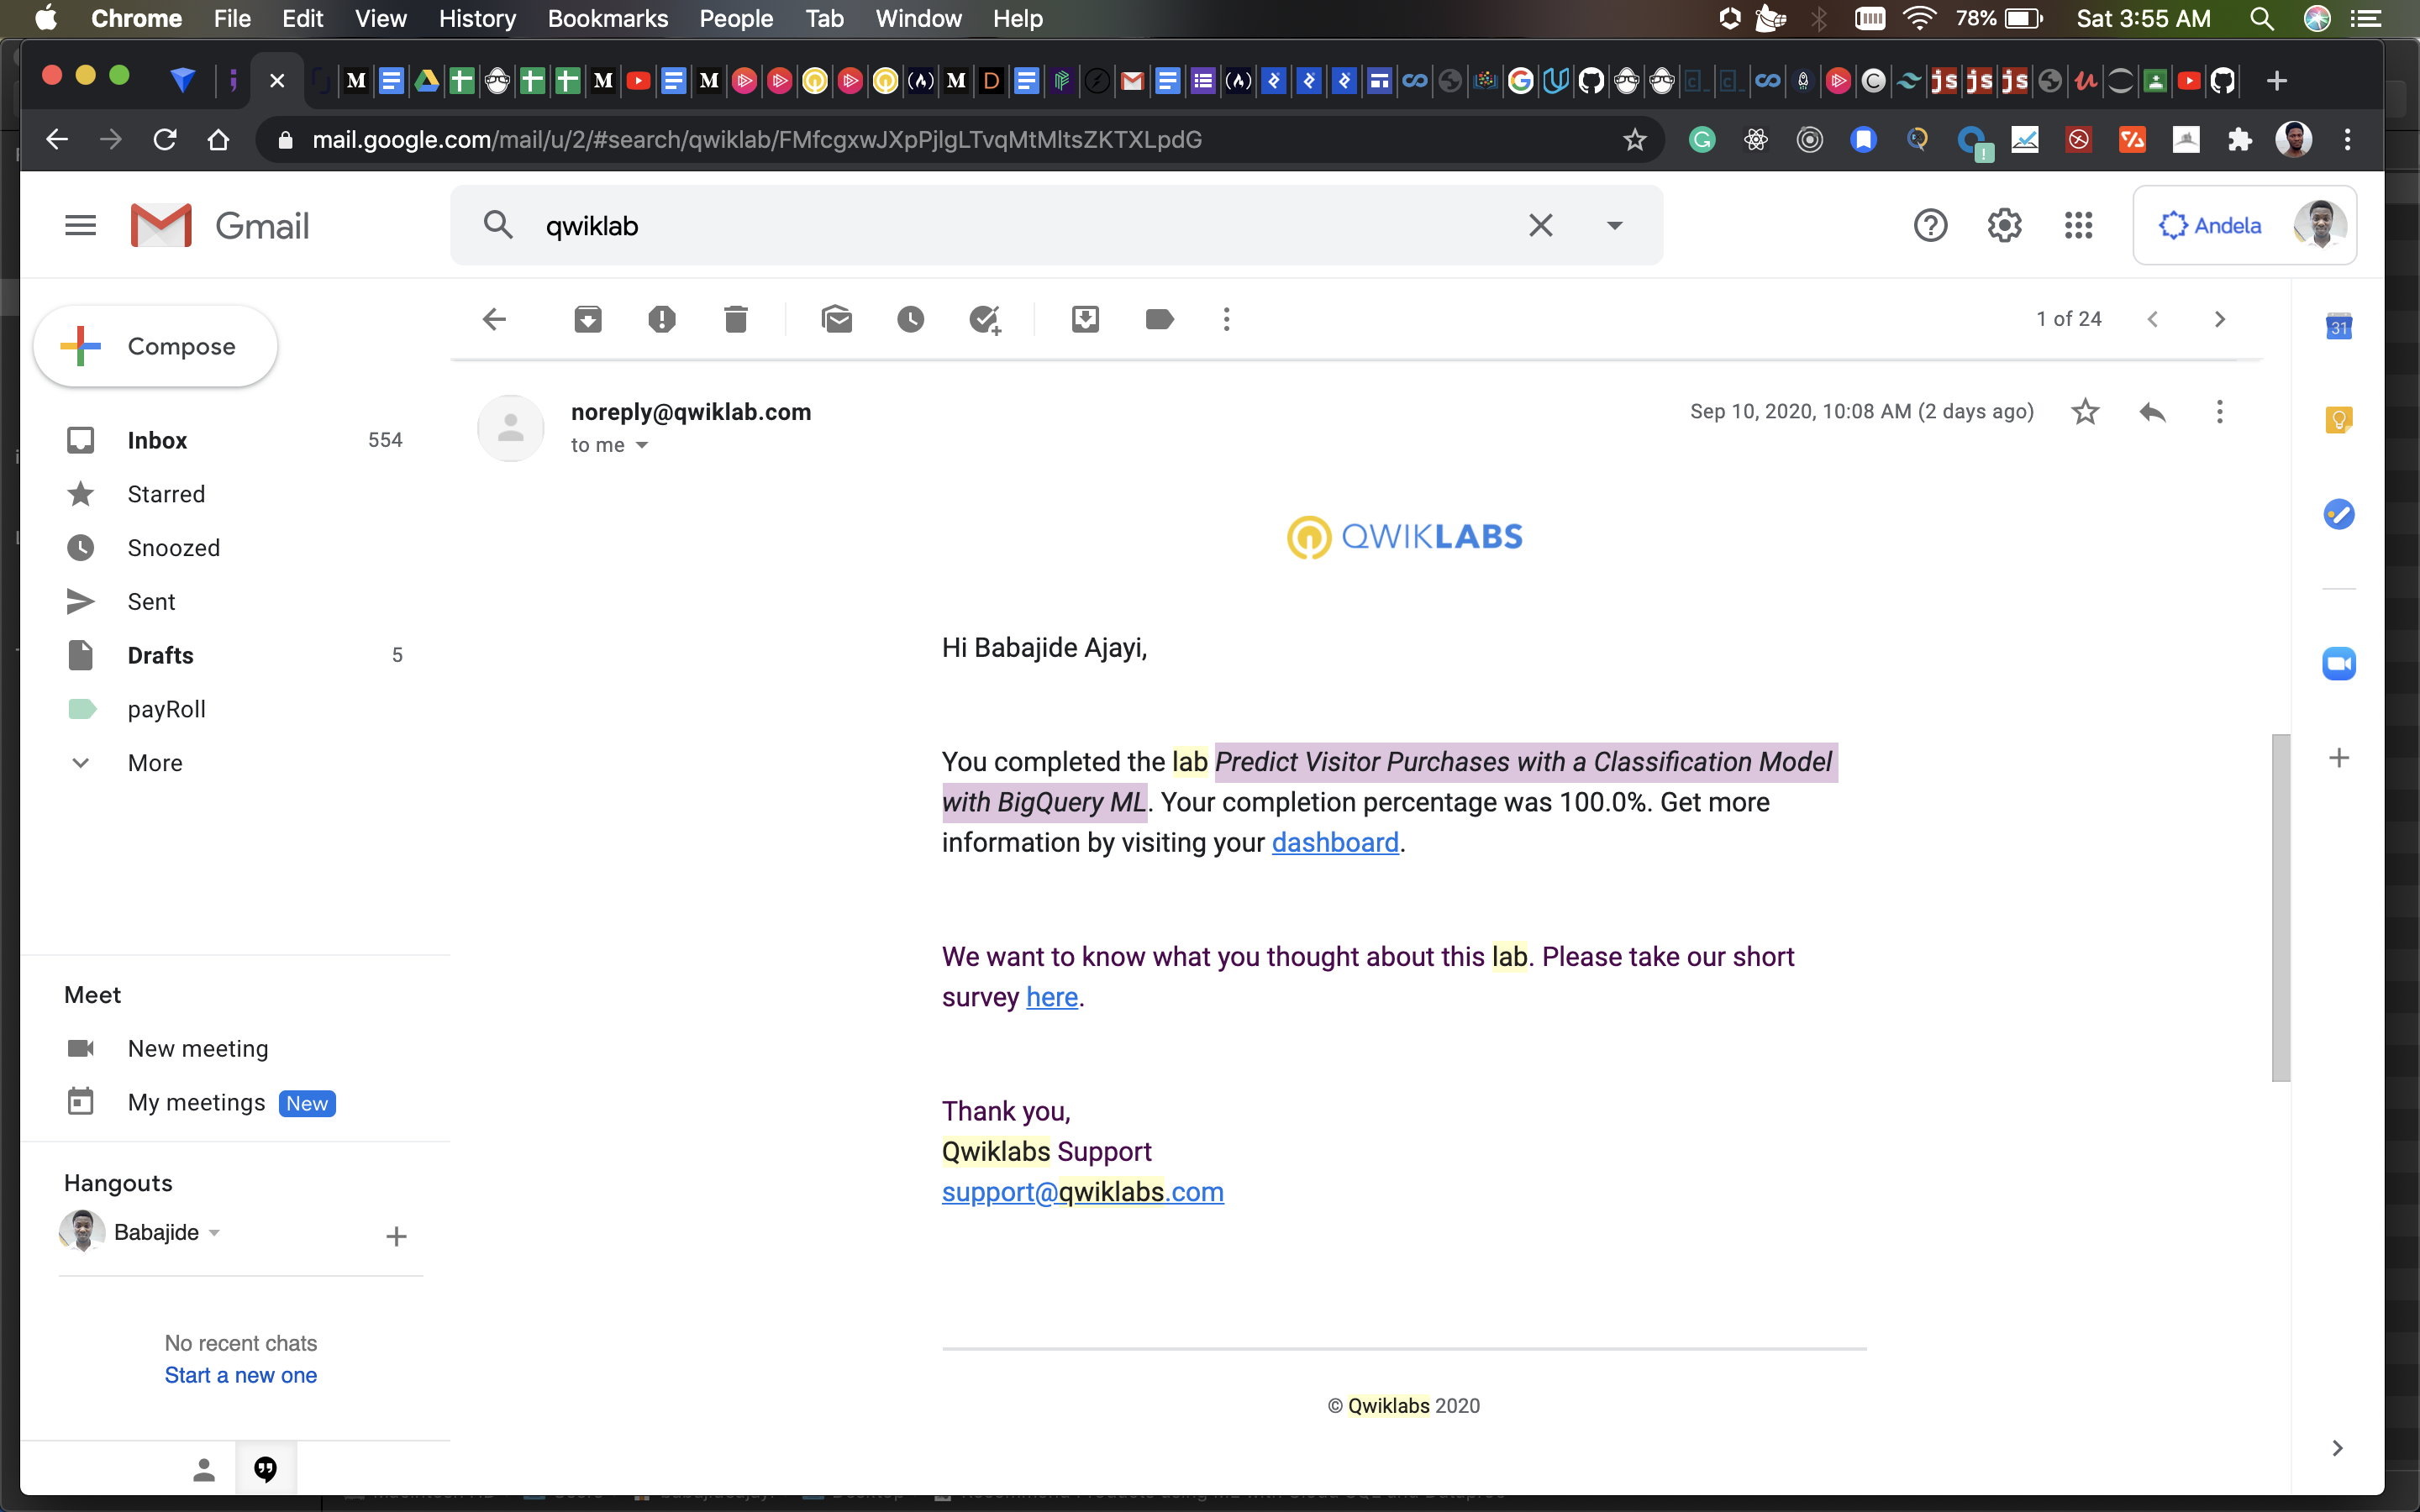 Chrome File Edit View History Bookmarks People Tab Window Help 78% Sat 3:55 AM
mail.google.com/mail/u/2/#search/qwiklab/FMfcgxwJXpPjlgLTvqMtMltsZKTXLpdG
Gmail
qwiklab
Andela
Compose
1 of 24
31
Inbox 554
Starred
Snoozed
Sent
Drafts 5
payRoll
More
noreply@qwiklab.com
Sep 10, 2020, 10:08 AM (2 days ago)
to me
QWIKLABS
Hi Babajide Ajayi,
You completed the lab Predict Visitor Purchases with a Classification Model
with BigQuery ML. Your completion percentage was 100.0%. Get more
information by visiting your dashboard.
We want to know what you thought about this lab. Please take our short
survey here.
Thank you,
Qwiklabs Support
support@qwiklabs.com
© Qwiklabs 2020
Meet
New meeting
My meetings New
Hangouts
Babajide
No recent chats
Start a new one